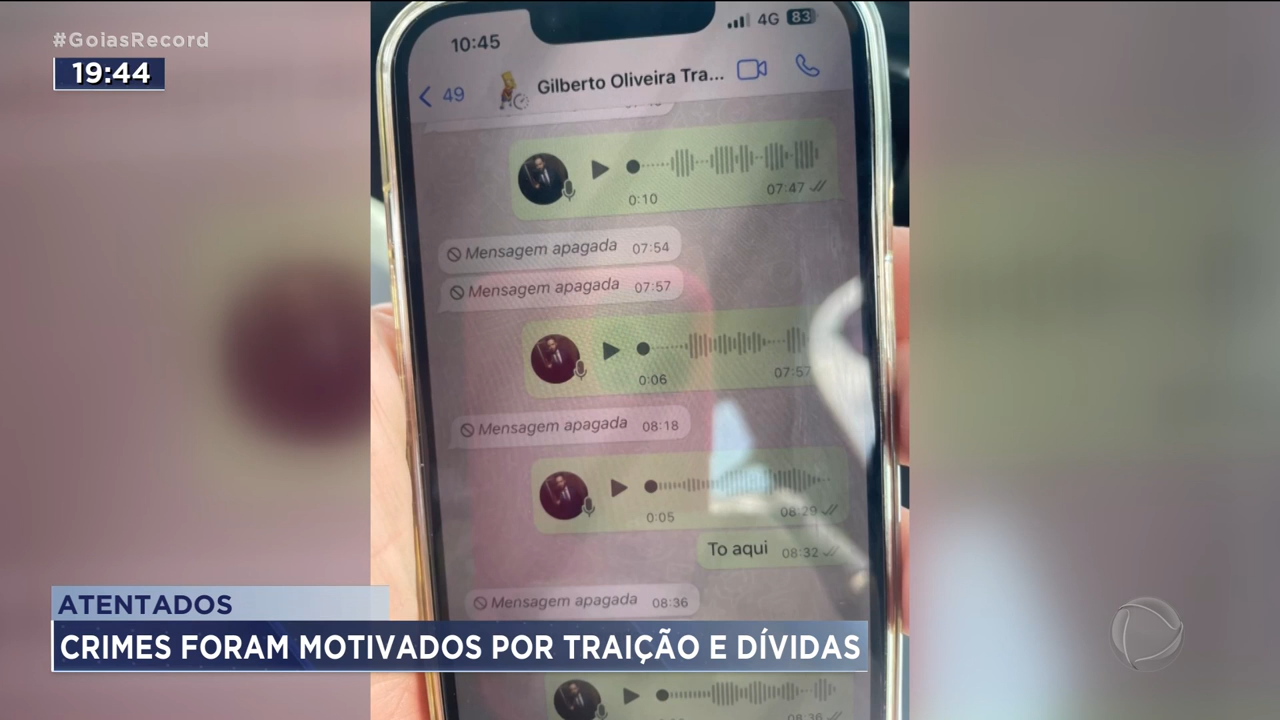 #GoiasRecord
19:44
10:45
4G 83
49
Gilberto Oliveira Tra...
0:10
07:47
Mensagem apagada 07:54
Mensagem apagada 07:57
0:06
07:57
Mensagem apagada 08:18
0:05
08:29
To aqui 08:32
Mensagem apagada 08:36
08:36
ATENTADOS
CRIMES FORAM MOTIVADOS POR TRAIÇÃO E DÍVIDAS